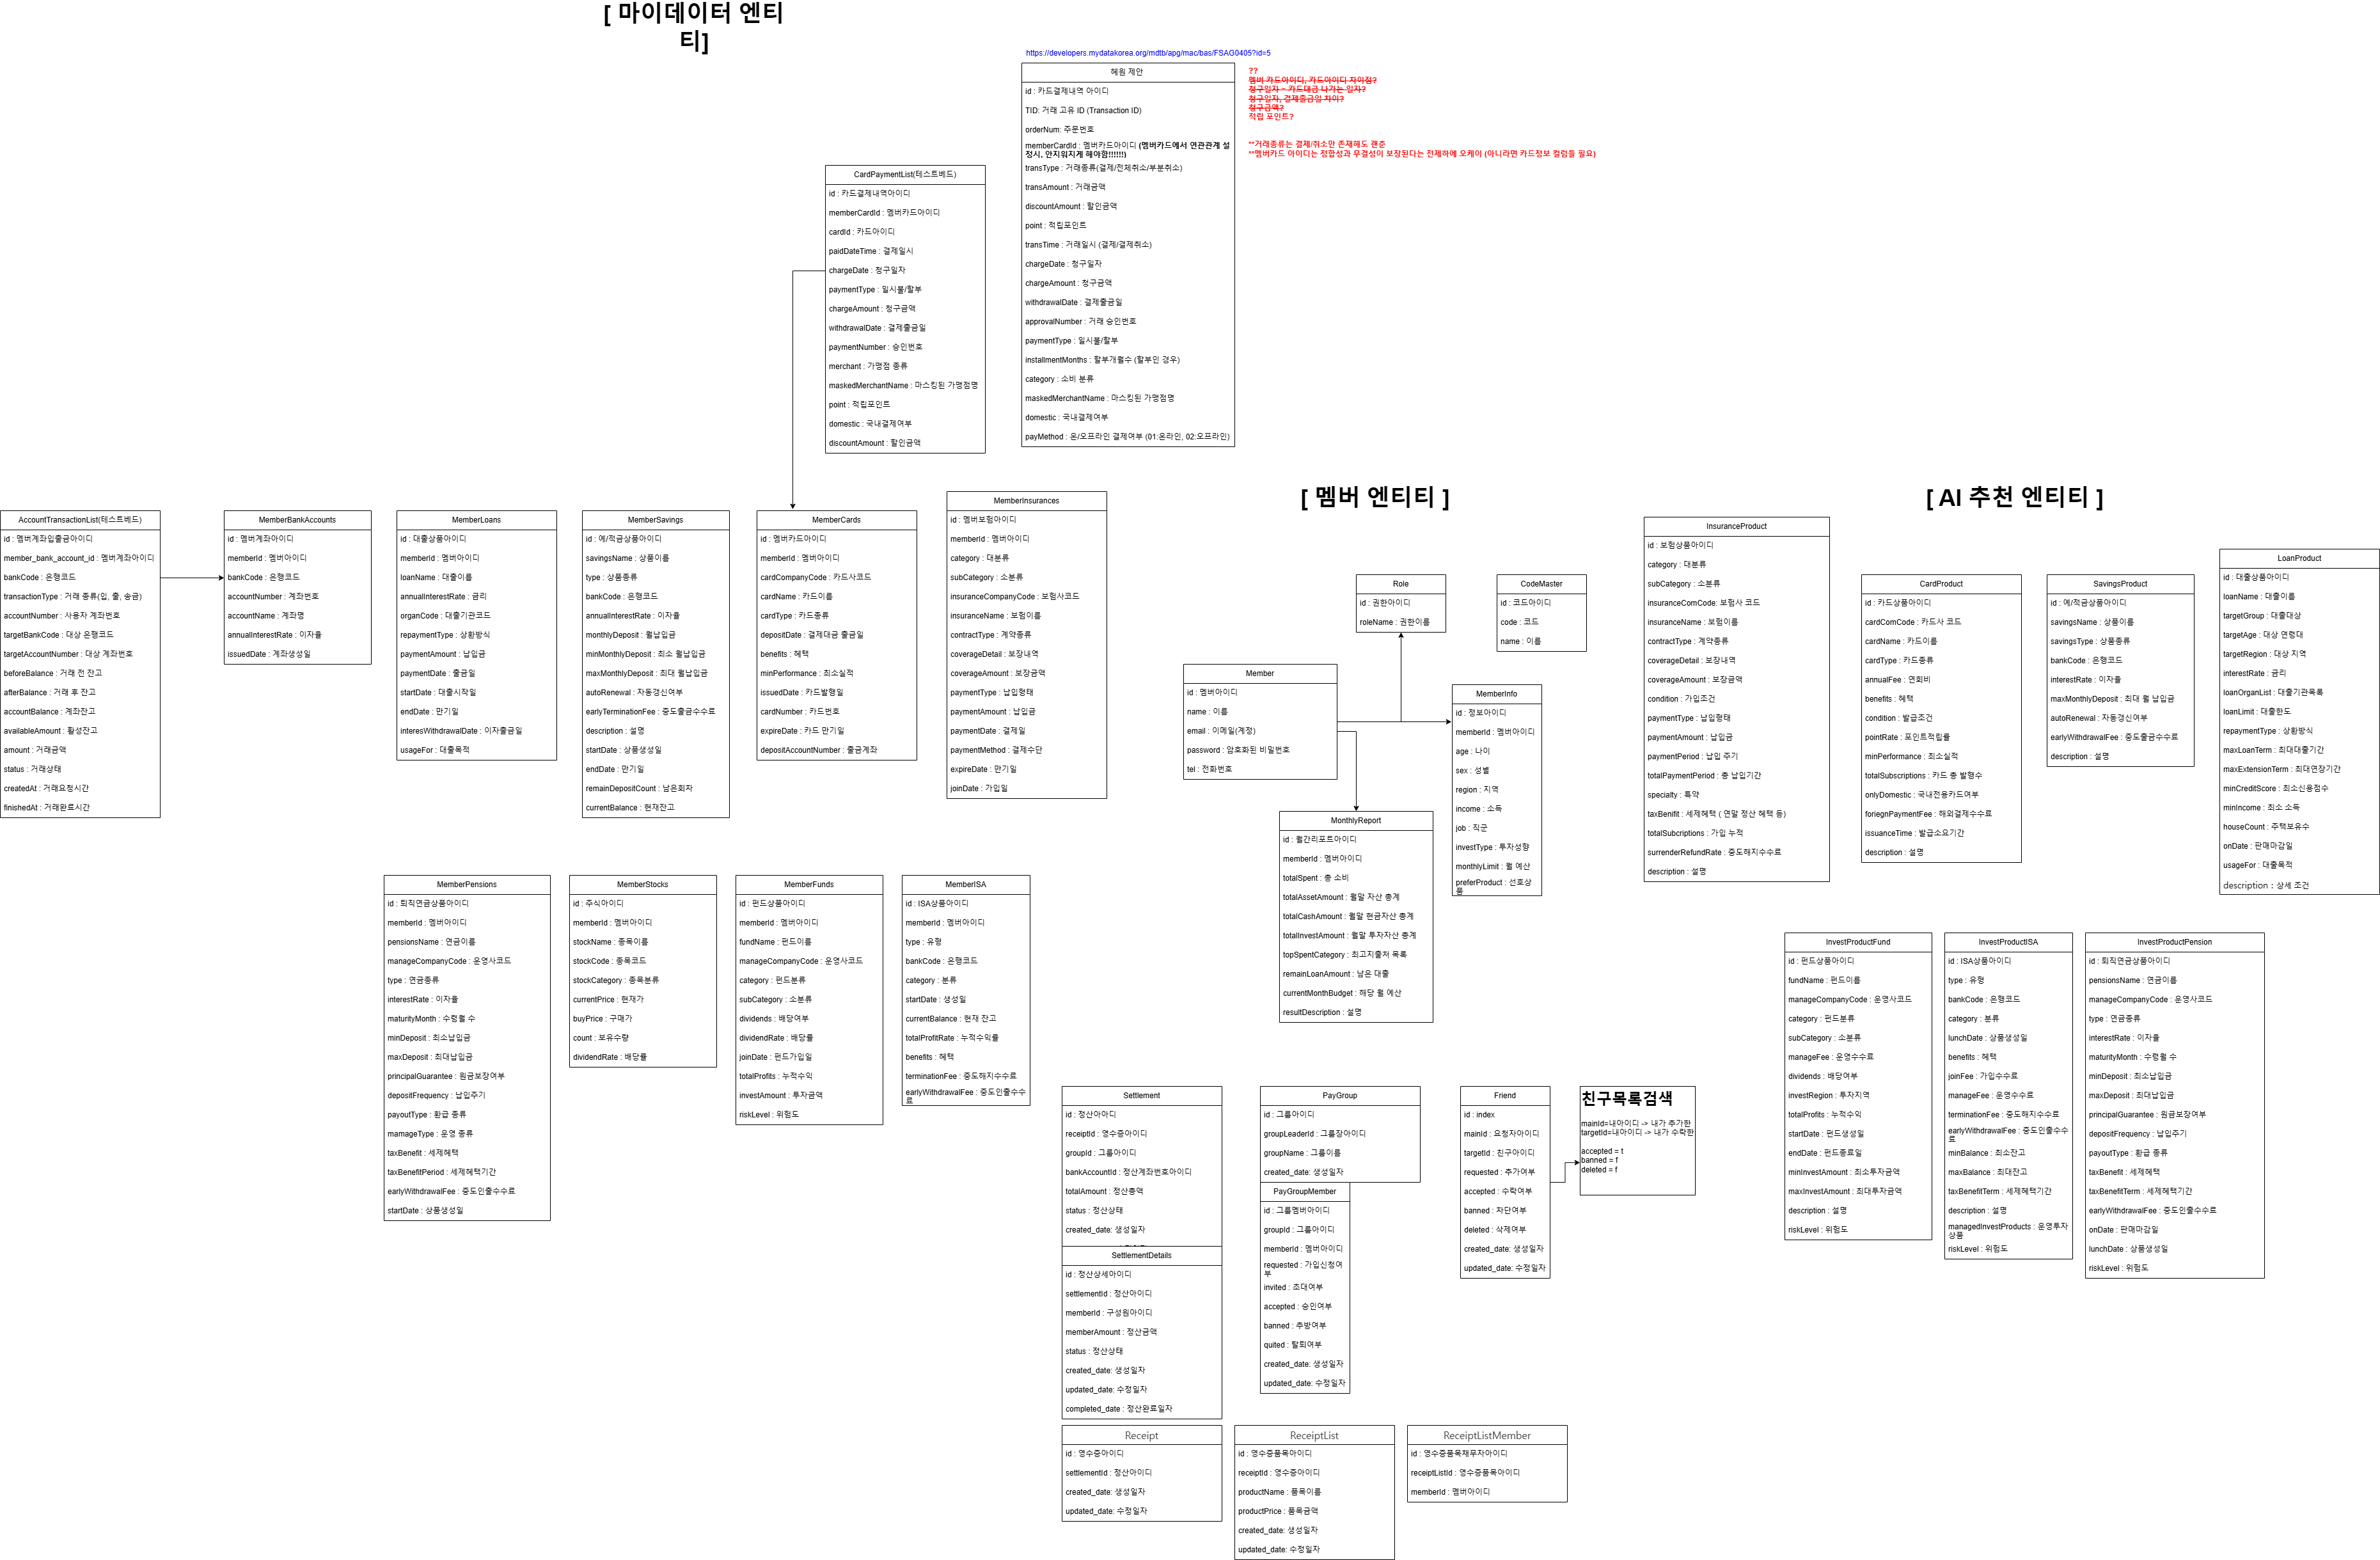 [ 마이데이터 엔티
티]
https://developers.mydatakorea.org/mdtb/apg/mac/bas/FSAG0405?id=5
혜원 제안
id : 카드결제내역 아이디
TID: 거래 고유 ID (Transaction ID)
orderNum: 주문번호
memberCardId : 멤버카드아이디 (멤버카드에서 연관관계 설
정시, 안지워지게 해야함!!!!!!)
transType : 거래종류(결제/전체취소/부분취소)
transAmount : 거래금액
discountAmount : 할인금액
point : 적립포인트
transTime : 거래일시 (결제/결제취소)
chargeDate : 청구일자
chargeAmount : 청구금액
withdrawalDate : 결제출금일
approvalNumber : 거래 승인번호
paymentType : 일시불/할부
installmentMonths : 할부개월수 (할부인 경우)
category : 소비 분류
maskedMerchantName : 마스킹된 가맹점명
domestic : 국내결제여부
payMethod : 온/오프라인 결제여부 (01:온라인, 02:오프라인)
??
멤버 카드아이디, 카드아이디 차이점?
청구일자 = 카드대금 나가는 일자?
청구일자, 결제출금일 차이?
청구금액?
적립 포인트?
**거래종류는 결제/취소만 존재해도 괜춘
**멤버카드 아이디는 정합성과 무결성이 보장된다는 전제하에 오케이 (아니라면 카드정보 컬럼들 필요)
CardPaymentList(테스트베드)
id : 카드결제내역아이디
memberCardId : 멤버카드아이디
cardId : 카드아이디
paidDateTime : 결제일시
chargeDate : 청구일자
paymentType : 일시불/할부
chargeAmount : 청구금액
withdrawalDate : 결제출금일
paymentNumber : 승인번호
merchant : 가맹점 종류
maskedMerchantName : 마스킹된 가맹점명
point : 적립포인트
domestic : 국내결제여부
discountAmount : 할인금액
AccountTransactionList(테스트베드)
id : 멤버계좌입출금아이디
member_bank_account_id : 멤버계좌아이디
bankCode : 은행코드
transactionType : 거래 종류(입, 출, 송금)
accountNumber : 사용자 계좌번호
targetBankCode : 대상 은행코드
targetAccountNumber : 대상 계좌번호
beforeBalance : 거래 전 잔고
afterBalance : 거래 후 잔고
accountBalance : 계좌잔고
availableAmount : 활성잔고
amount : 거래금액
status : 거래상태
createdAt : 거래요청시간
finishedAt : 거래완료시간
MemberBankAccounts
id : 멤버계좌아이디
memberId : 멤버아이디
bankCode : 은행코드
accountNumber : 계좌번호
accountName : 계좌명
annualInterestRate : 이자율
issuedDate : 계좌생성일
MemberLoans
id : 대출상품아이디
memberId : 멤버아이디
loanName : 대출이름
annualInterestRate : 금리
organCode : 대출기관코드
repaymentType : 상환방식
paymentAmount : 납입금
paymentDate : 출금일
startDate : 대출시작일
endDate : 만기일
interesWithdrawalDate : 이자출금일
usageFor : 대출목적
MemberSavings
id : 예/적금상품아이디
savingsName : 상품이름
type : 상품종류
bankCode : 은행코드
annualInterestRate : 이자율
monthlyDeposit : 월납입금
minMonthlyDeposit : 최소 월납입금
maxMonthlyDeposit : 최대 월납입금
autoRenewal : 자동갱신여부
earlyTerminationFee : 중도출금수수료
description : 설명
startDate : 상품생성일
endDate : 만기일
remainDepositCount : 남은회차
currentBalance : 현재잔고
MemberCards
id : 멤버카드아이디
memberId : 멤버아이디
cardCompanyCode : 카드사코드
cardName : 카드이름
cardType : 카드종류
depositDate : 결제대금 출금일
benefits : 혜택
minPerformance : 최소실적
issuedDate : 카드발행일
cardNumber : 카드번호
expireDate : 카드 만기일
depositAccountNumber : 출금계좌
MemberInsurances
id : 멤버보험아이디
memberId : 멤버아이디
category : 대분류
subCategory : 소분류
insuranceCompanyCode : 보험사코드
insuranceName : 보험이름
contractType : 계약종류
coverageDetail : 보장내역
coverageAmount : 보장금액
paymentType : 납입형태
paymentAmount : 납입금
paymentDate : 결제일
paymentMethod : 결제수단
expireDate : 만기일
joinDate : 가입일
MemberPensions
id : 퇴직연금상품아이디
memberId : 멤버아이디
pensionsName : 연금이름
manageCompanyCode : 운영사코드
type : 연금종류
interestRate : 이자율
maturityMonth : 수령월 수
minDeposit : 최소납입금
maxDeposit : 최대납입금
principalGuarantee : 원금보장여부
depositFrequency : 납입주기
payoutType : 환급 종류
mamageType : 운영 종류
taxBenefit : 세제혜택
taxBenefitPeriod : 세제혜택기간
earlyWithdrawalFee : 중도인출수수료
startDate : 상품생성일
MemberStocks
id : 주식아이디
memberId : 멤버아이디
stockName : 종목이름
stockCode : 종목코드
stockCategory : 종목분류
currentPrice : 현재가
buyPrice : 구매가
count : 보유수량
dividendRate : 배당률
MemberFunds
id : 펀드상품아이디
memberId : 멤버아이디
fundName : 펀드이름
manageCompanyCode : 운영사코드
category : 펀드분류
subCategory : 소분류
dividends : 배당여부
dividendRate : 배당률
joinDate : 펀드가입일
totalProfits : 누적수익
investAmount : 투자금액
riskLevel : 위험도
MemberISA
id : ISA상품아이디
memberId : 멤버아이디
type : 유형
bankCode : 은행코드
category : 분류
startDate : 생성일
currentBalance : 현재 잔고
totalProfitRate : 누적수익율
benefits : 혜택
terminationFee : 중도해지수수료
earlyWithdrawalFee : 중도인출수수
료
[ 멤버 엔티티 ]
Role
id : 권한아이디
roleName : 권한이름
CodeMaster
id : 코드아이디
code : 코드
name : 이름
Member
id : 멤버아이디
name : 이름
email : 이메일(계정)
password : 암호화된 비밀번호
tel : 전화번호
MemberInfo
id : 정보아이디
memberId : 멤버아이디
age : 나이
sex : 성별
region : 지역
income : 소득
job : 직군
investType : 투자성향
monthlyLimit : 월 예산
preferProduct : 선호상
품
MonthlyReport
id : 월간리포트아이디
memberId : 멤버아이디
totalSpent : 총 소비
totalAssetAmount : 월말 자산 총계
totalCashAmount : 월말 현금자산 총계
totalInvestAmount : 월말 투자자산 총계
topSpentCategory : 최고지출처 목록
remainLoanAmount : 남은 대출
currentMonthBudget : 해당 월 예산
resultDescription : 설명
Settlement
id : 정산아아디
receiptId : 영수증아이디
groupId : 그룹아이디
bankAccountId : 정산계좌번호아이디
totalAmount : 정산총액
status : 정산상태
created_date: 생성일자
SettlementDetails
id : 정산상세아이디
settlementId : 정산아이디
memberId : 구성원아이디
memberAmount : 정산금액
status : 정산상태
created_date: 생성일자
updated_date: 수정일자
completed_date : 정산완료일자
PayGroup
id : 그룹아이디
groupLeaderId : 그룹장아이디
groupName : 그룹이름
created_date: 생성일자
PayGroupMember
id : 그룹멤버아이디
groupId : 그룹아이디
memberId : 멤버아이디
requested : 가입신청여
부
invited : 초대여부
accepted : 승인여부
banned : 추방여부
quited : 탈퇴여부
created_date: 생성일자
updated_date: 수정일자
Friend
id : index
mainId : 요청자아이디
targetId : 친구아이디
requested : 추가여부
accepted : 수락여부
banned : 차단여부
deleted : 삭제여부
created_date: 생성일자
updated_date: 수정일자
친구목록검색
mainId=내아이디 -> 내가 추가한
targetId=내아이디 -> 내가 수락한
accepted = t
banned = f
deleted = f
Receipt
id : 영수증아이디
settlementId : 정산아이디
created_date: 생성일자
updated_date: 수정일자
ReceiptList
id : 영수증품목아이디
receiptId : 영수증아이디
productName : 품목이름
productPrice : 품목금액
created_date: 생성일자
updated_date: 수정일자
ReceiptListMember
id : 영수증품목채무자아이디
receiptListId : 영수증품목아이디
memberId : 멤버아이디
[ AI 추천 엔티티 ]
InsuranceProduct
id : 보험상품아이디
category : 대분류
subCategory : 소분류
insuranceComCode: 보험사 코드
insuranceName : 보험이름
contractType : 계약종류
coverageDetail : 보장내역
coverageAmount : 보장금액
condition : 가입조건
paymentType : 납입형태
paymentAmount : 납입금
paymentPeriod : 납입 주기
totalPaymentPeriod : 총 납입기간
specialty : 특약
taxBenifit : 세제혜택 ( 연말 정산 혜택 등)
totalSubcriptions : 가입 누적
surrenderRefundRate : 중도해지수수료
description : 설명
CardProduct
id : 카드상품아이디
cardComCode : 카드사 코드
cardName : 카드이름
cardType : 카드종류
annualFee : 연회비
benefits : 혜택
condition : 발급조건
pointRate : 포인트적립률
minPerformance : 최소실적
totalSubscriptions : 카드 총 발행수
onlyDomestic : 국내전용카드여부
foriegnPaymentFee : 해외결제수수료
issuanceTime : 발급소요기간
description : 설명
SavingsProduct
id : 예/적금상품아이디
savingsName : 상품이름
savingsType : 상품종류
bankCode : 은행코드
interestRate : 이자율
maxMonthlyDeposit : 최대 월 납입금
autoRenewal : 자동갱신여부
earlyWithdrawalFee : 중도출금수수료
description : 설명
LoanProduct
id : 대출상품아이디
loanName : 대출이름
targetGroup : 대출대상
targetAge : 대상 연령대
targetRegion : 대상 지역
interestRate : 금리
loanOrganList : 대출기관목록
loanLimit : 대출한도
repaymentType : 상환방식
maxLoanTerm : 최대대출기간
maxExtensionTerm : 최대연장기간
minCreditScore : 최소신용점수
minIncome : 최소 소득
houseCount : 주택보유수
onDate : 판매마감일
usageFor : 대출목적
description : 상세 조건
InvestProductFund
id : 펀드상품아이디
fundName : 펀드이름
manageCompanyCode : 운영사코드
category : 펀드분류
subCategory : 소분류
manageFee : 운영수수료
dividends : 배당여부
investRegion : 투자지역
totalProfits : 누적수익
startDate : 펀드생성일
endDate : 펀드종료일
minInvestAmount : 최소투자금액
maxInvestAmount : 최대투자금액
description : 설명
riskLevel : 위험도
InvestProductISA
id : ISA상품아이디
type : 유형
bankCode : 은행코드
category : 분류
lunchDate : 상품생성일
benefits : 혜택
joinFee : 가입수수료
manageFee : 운영수수료
terminationFee : 중도해지수수료
earlyWithdrawalFee : 중도인출수수
료
minBalance : 최소잔고
maxBalance : 최대잔고
taxBenefitTerm : 세제혜택기간
description : 설명
managedInvestProducts : 운영투자
상품
riskLevel : 위험도
InvestProductPension
id : 퇴직연금상품아이디
pensionsName : 연금이름
manageCompanyCode : 운영사코드
type : 연금종류
interestRate : 이자율
maturityMonth : 수령월 수
minDeposit : 최소납입금
maxDeposit : 최대납입금
principalGuarantee : 원금보장여부
depositFrequency : 납입주기
payoutType : 환급 종류
taxBenefit : 세제혜택
taxBenefitTerm : 세제혜택기간
earlyWithdrawalFee : 중도인출수수료
onDate : 판매마감일
lunchDate : 상품생성일
riskLevel : 위험도